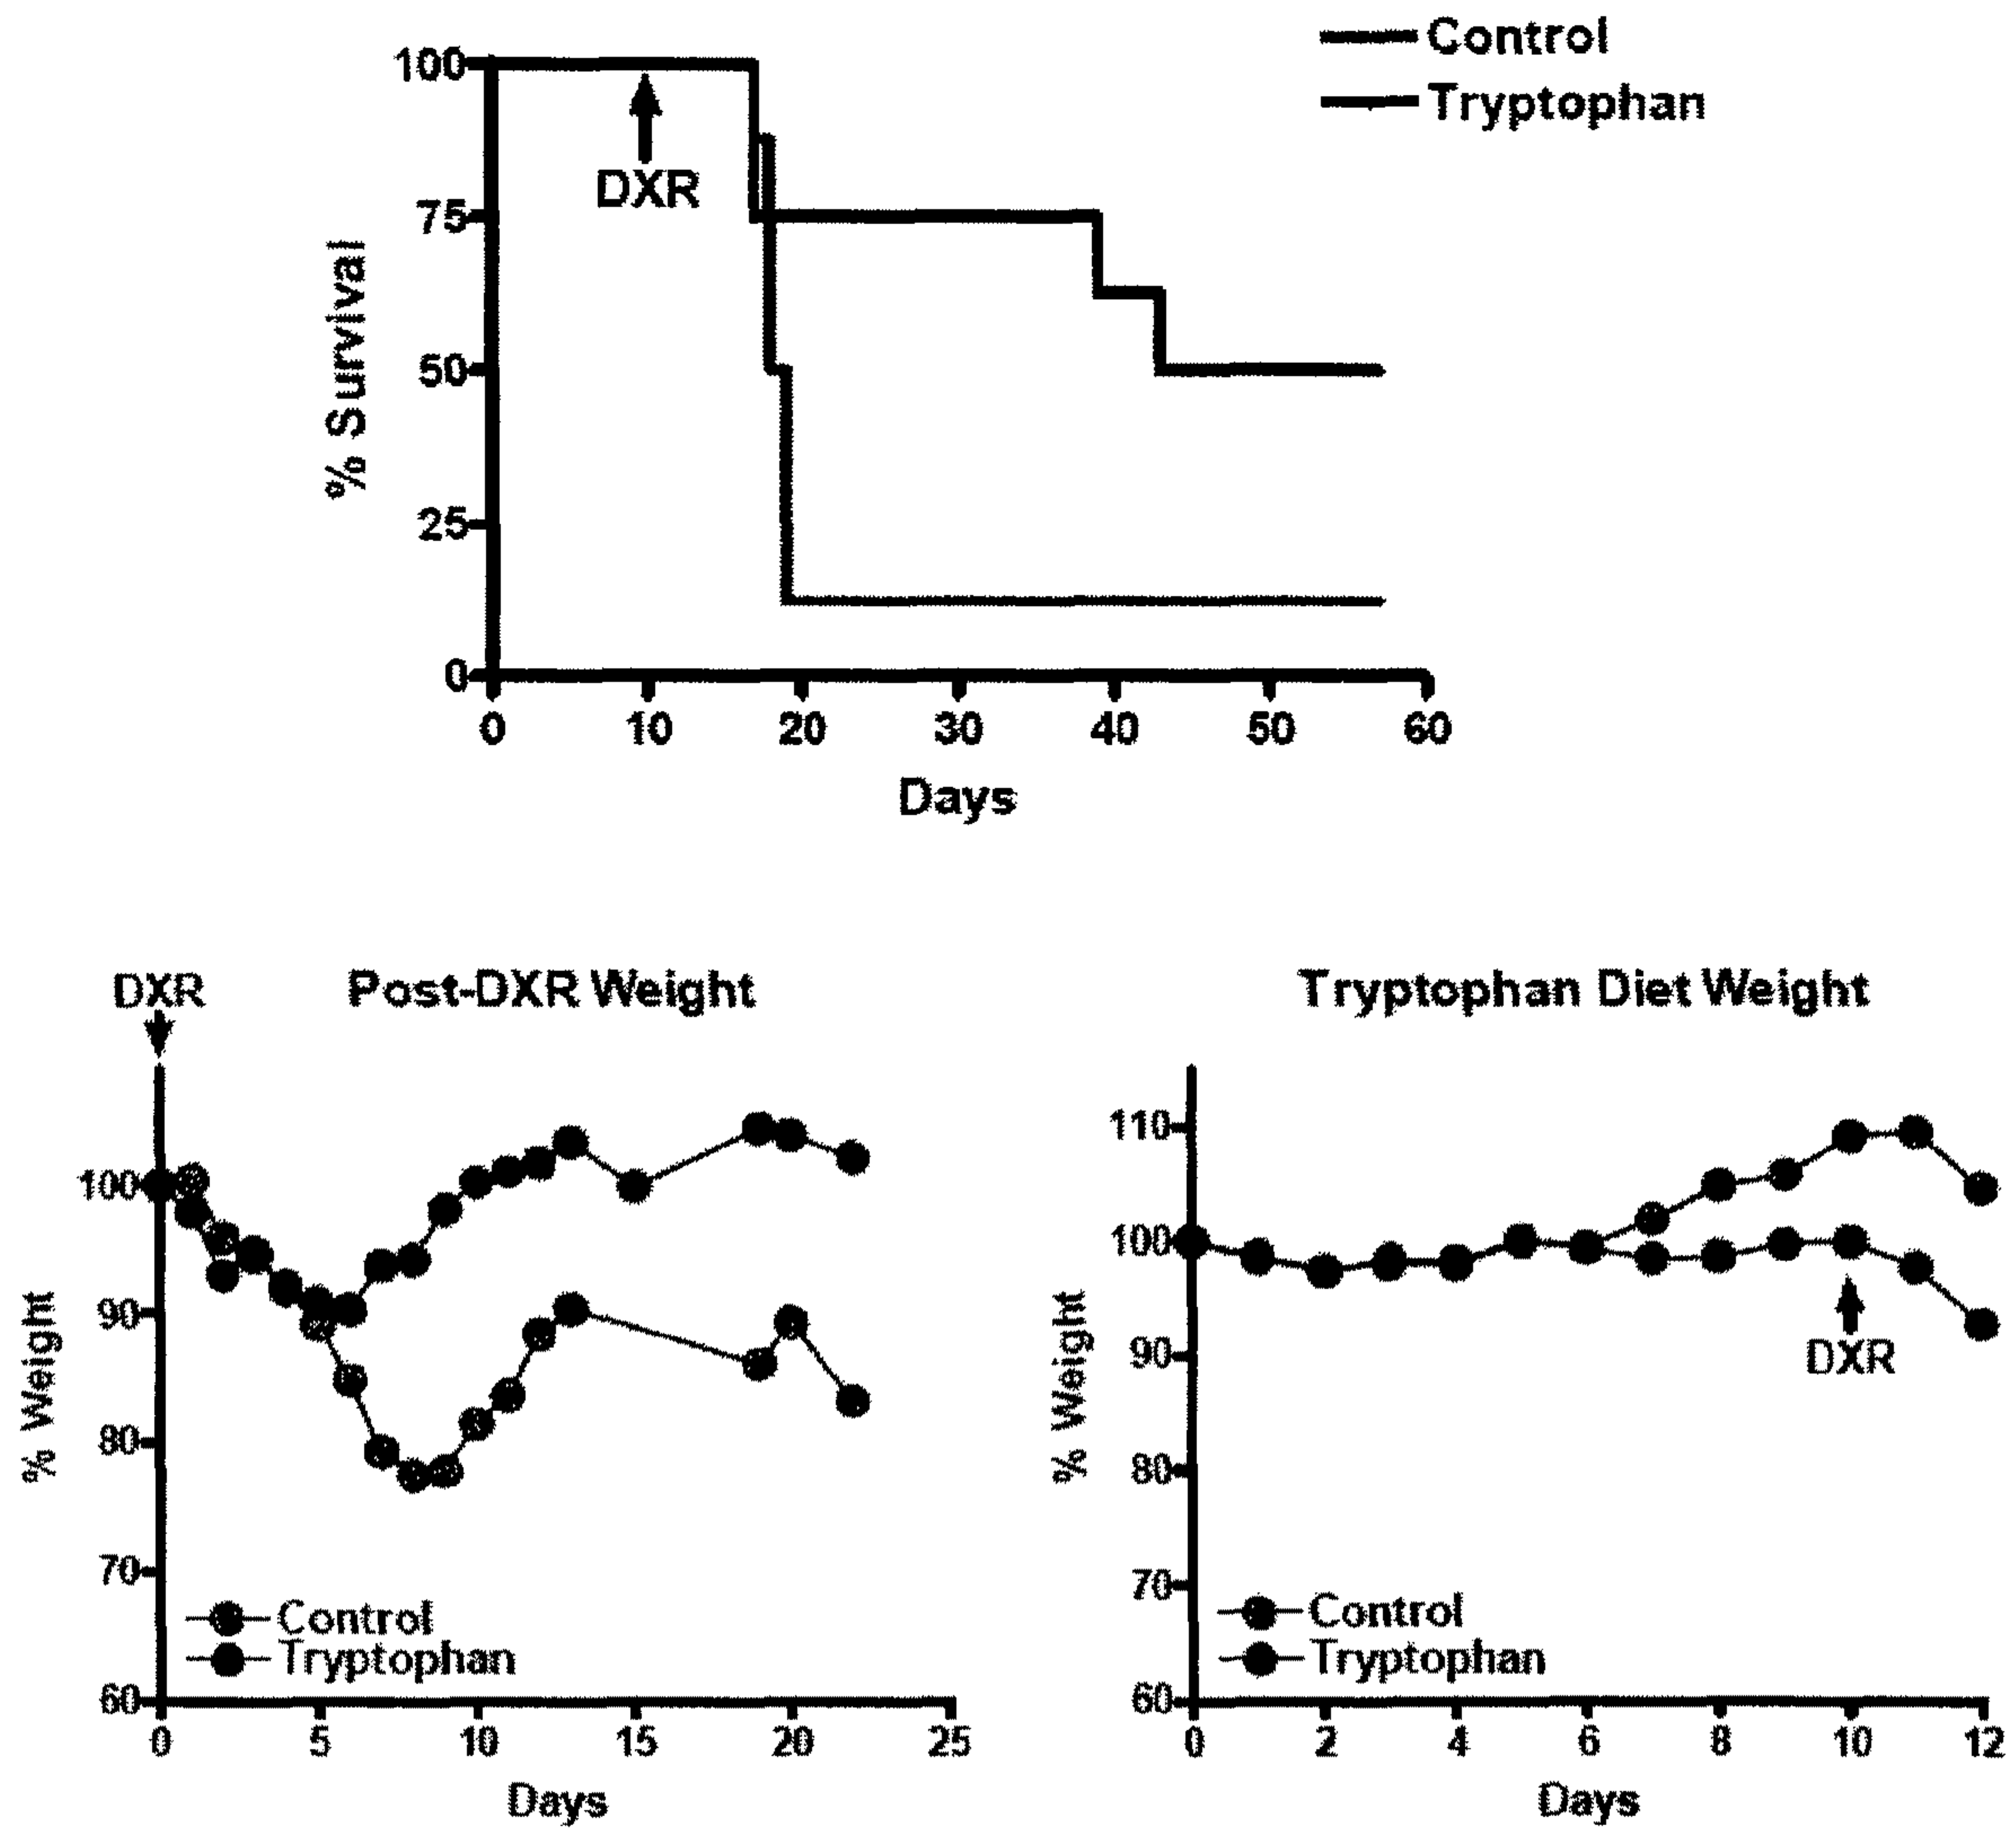 Control
Tryptophan
100
75
50
25
0
% Survival
DXR
0 10 20 30 40 50 60
Days
DXR
Post-DXR Weight
100
90
80
70
60
% Weight
Control
Tryptophan
0 5 10 15 20 25
Days
Tryptophan Diet Weight
110
100
90
80
70
60
% Weight
DXR
Control
Tryptophan
0 2 4 6 8 10 12
Days